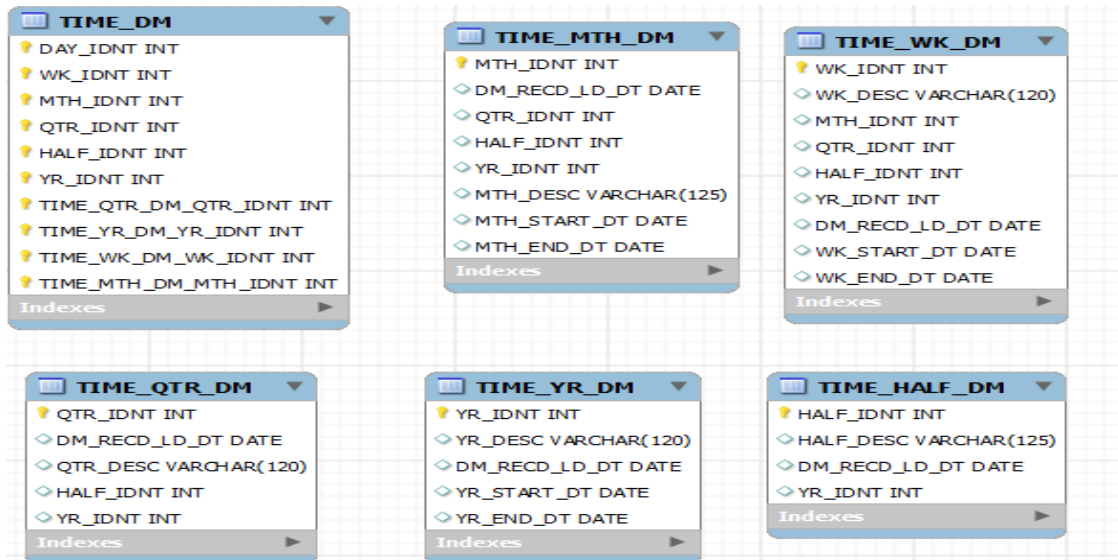 TIME_DM
DAY_IDNT INT
WK_IDNT INT
MTH_IDNT INT
QTR_IDNT INT
HALF_IDNT INT
YR_IDNT INT
TIME_QTR_DM_QTR_IDNT INT
TIME_YR_DM_YR_IDNT INT
TIME_WK_DM_WK_IDNT INT
TIME_MTH_DM_MTH_IDNT INT
Indexes
TIME_MTH_DM
MTH_IDNT INT
DM_RECD_LD_DT DATE
QTR_IDNT INT
HALF_IDNT INT
YR_IDNT INT
MTH_DESC VARCHAR(125)
MTH_START_DT DATE
MTH_END_DT DATE
Indexes
TIME_WK_DM
WK_IDNT INT
WK_DESC VARCHAR(120)
MTH_IDNT INT
QTR_IDNT INT
HALF_IDNT INT
YR_IDNT INT
DM_RECD_LD_DT DATE
WK_START_DT DATE
WK_END_DT DATE
Indexes
TIME_QTR_DM
QTR_IDNT INT
DM_RECD_LD_DT DATE
QTR_DESC VARCHAR(120)
HALF_IDNT INT
YR_IDNT INT
Indexes
TIME_YR_DM
YR_IDNT INT
YR_DESC VARCHAR(120)
DM_RECD_LD_DT DATE
YR_START_DT DATE
YR_END_DT DATE
Indexes
TIME_HALF_DM
HALF_IDNT INT
HALF_DESC VARCHAR(125)
DM_RECD_LD_DT DATE
YR_IDNT INT
Indexes